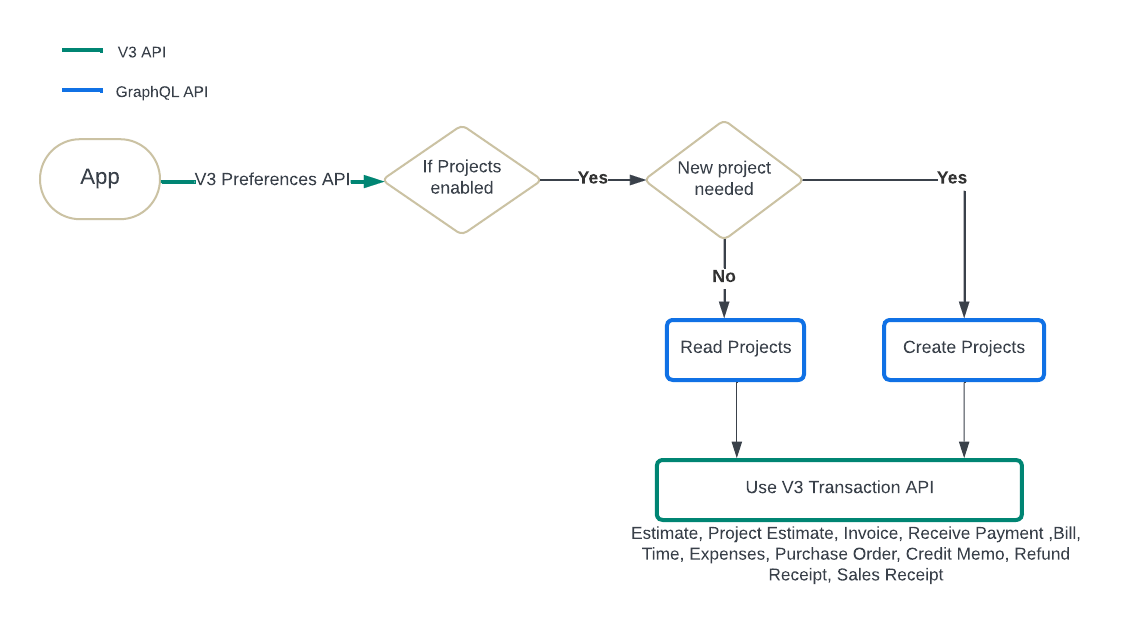 V3 API
GraphQL API
App
V3 Preferences API
If Projects
enabled
Yes
New project
needed
Yes
No
Read Projects
Create Projects
Use V3 Transaction API
Estimate, Project Estimate, Invoice, Receive Payment ,Bill,
Time, Expenses, Purchase Order, Credit Memo, Refund
Receipt, Sales Receipt